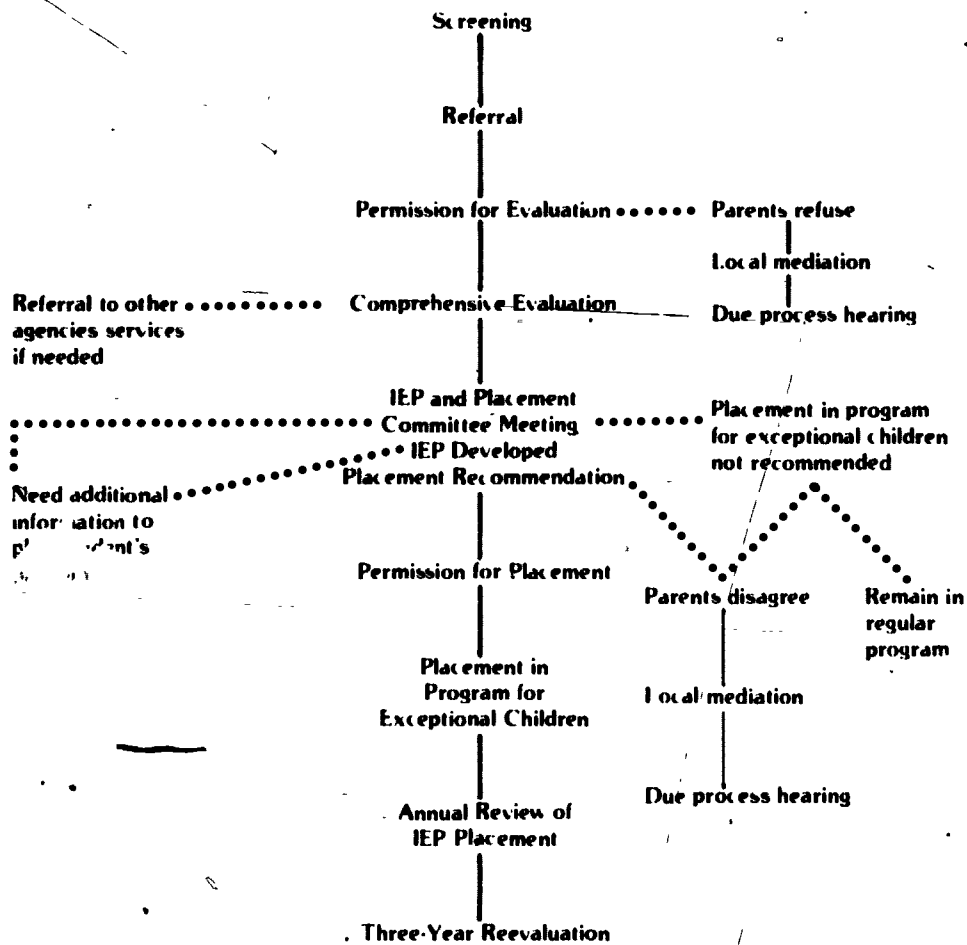 Screening
Referral
Permission for Evaluation
Parents refuse
Local mediation
Due process hearing
Referral to other
agencies services
if needed
Comprehensive Evaluation
IEP and Placement
Committee Meeting
IEP Developed
Placement Recommendation
Placement in program
for exceptional children
not recommended
Need additional
information to
Permission for Placement
Parents disagree
Remain in
regular
program
Placement in
Program for
Exceptional Children
Local mediation
Due process hearing
Annual Review of
IEP Placement
Three-Year Reevaluation